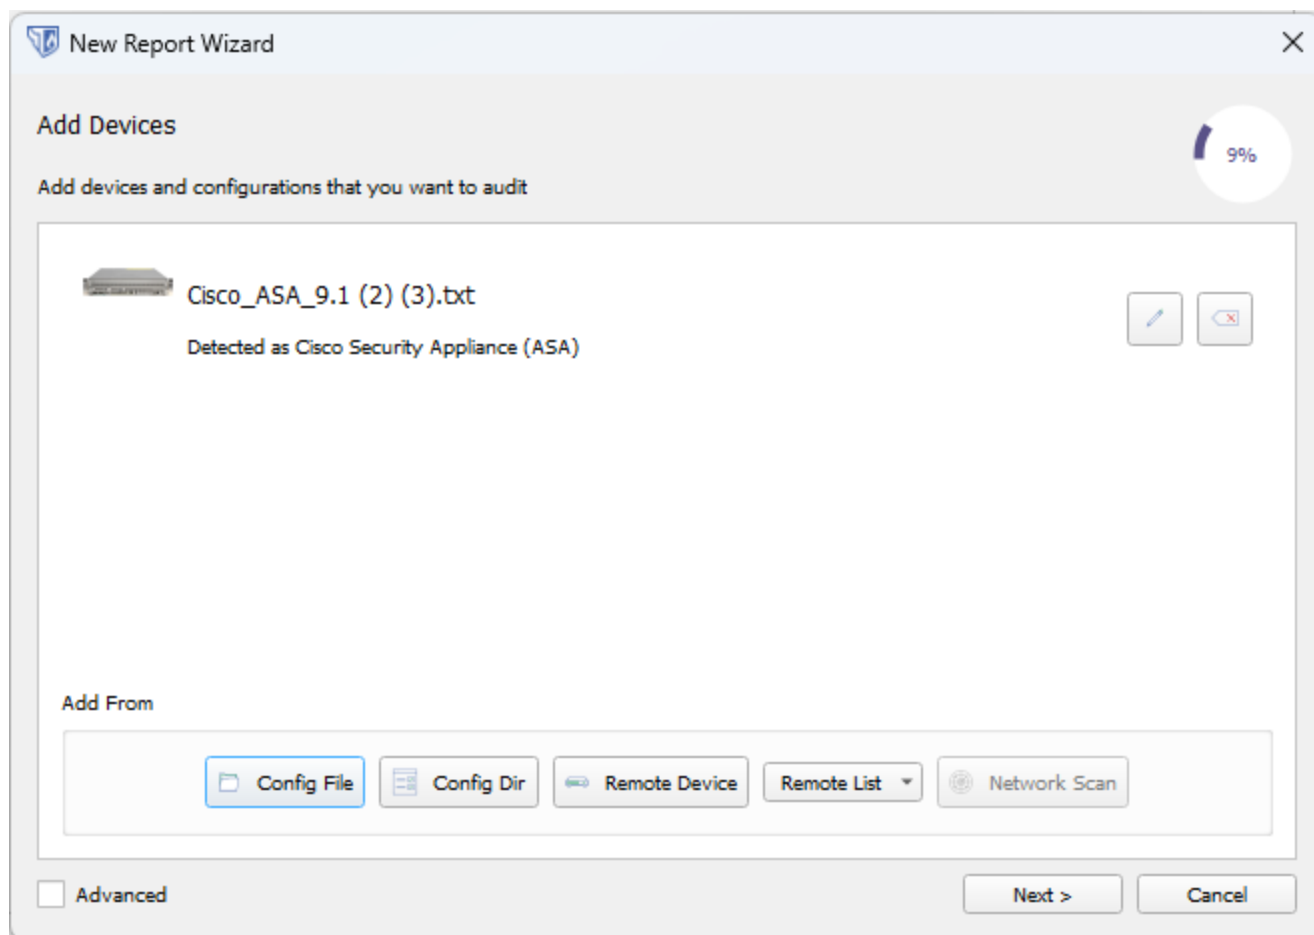 New Report Wizard
Add Devices
9%
Add devices and configurations that you want to audit
Cisco_ASA_9.1 (2) (3).txt
Detected as Cisco Security Appliance (ASA)
Add From
Config File
Config Dir
Remote Device
Remote List
Network Scan
Advanced
Next >
Cancel